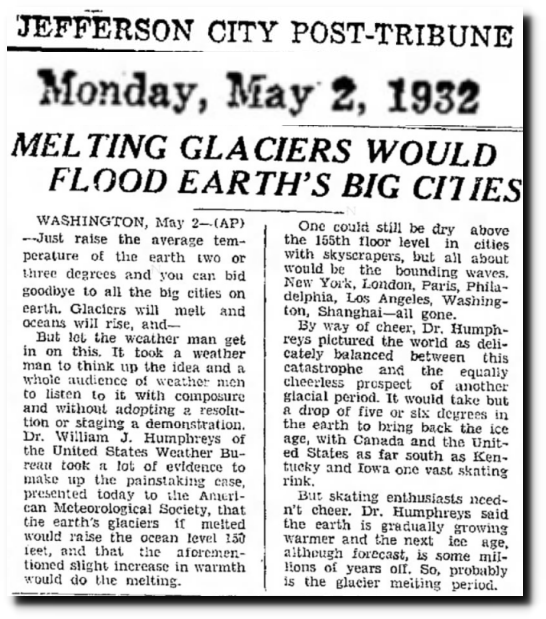 JEFFERSON CITY POST-TRIBUNE
Monday, May 2, 1932
MELTING GLACIERS WOULD
FLOOD EARTH'S BIG CITIES
WASHINGTON, May 2—(AP)
—Just raise the average tem-
perature of the earth two or
three degrees and you can bid
goodbye to all the big cities on
earth. Glaciers will melt and
oceans will rise, and—
But let the weather man get
in on this. It took a weather
man to think up the idea and a
whole audience of weather men
to listen to it with composure
and without adopting a resolu-
tion or staging a demonstration.
Dr. William J. Humphreys of
the United States Weather Bu-
reau took a lot of evidence to
make up the painstaking case,
presented today to the Ameri-
can Meteorological Society, that
the earth's glaciers if melted
would raise the ocean level 150
feet, and that the aforemen-
tioned slight increase in warmth
would do the melting.
One could still be dry above
the 155th floor level in cities
with skyscrapers, but all about
would be the bounding waves.
New York, London, Paris, Phila-
delphia, Los Angeles, Washing-
ton, Shanghai—all gone.
By way of cheer, Dr. Humph-
reys pictured the world as deli-
cately balanced between this
catastrophe and the equally
cheerless prospect of another
glacial period. It would take but
a drop of five or six degrees in
the earth to bring back the ice
age, with Canada and the Unit-
ed States as far south as Ken-
tucky and Iowa one vast skating
rink.
But skating enthusiasts need-
n't cheer. Dr. Humphreys said
the earth is gradually growing
warmer and the next ice age,
although forecast, is some mil-
lions of years off. So, probably
is the glacier melting period.